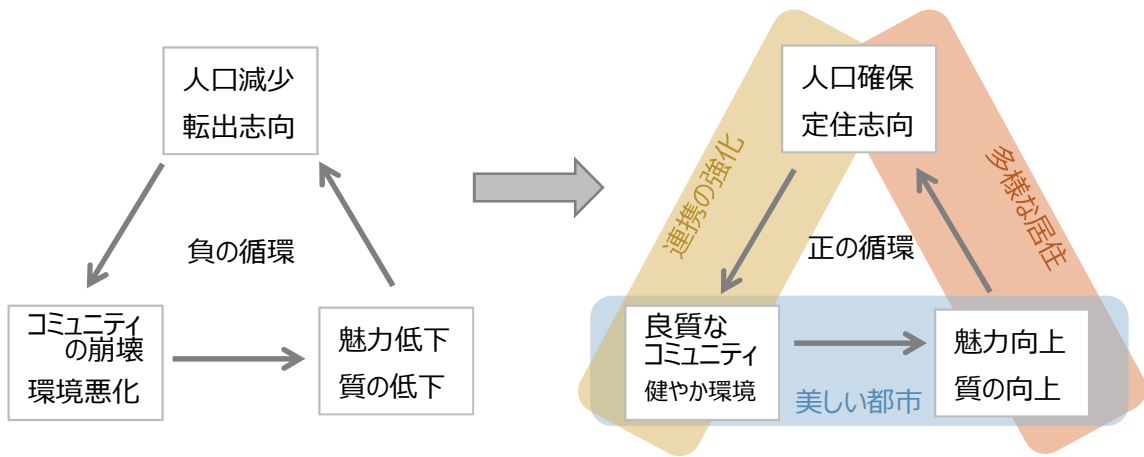 人口減少
転出志向
負の循環
コミュニティ
の崩壊
環境悪化
魅力低下
質の低下
人口確保
定住志向
連携の強化
多様な居住
正の循環
良質な
コミュニティ
健やか環境
魅力向上
質の向上
美しい都市